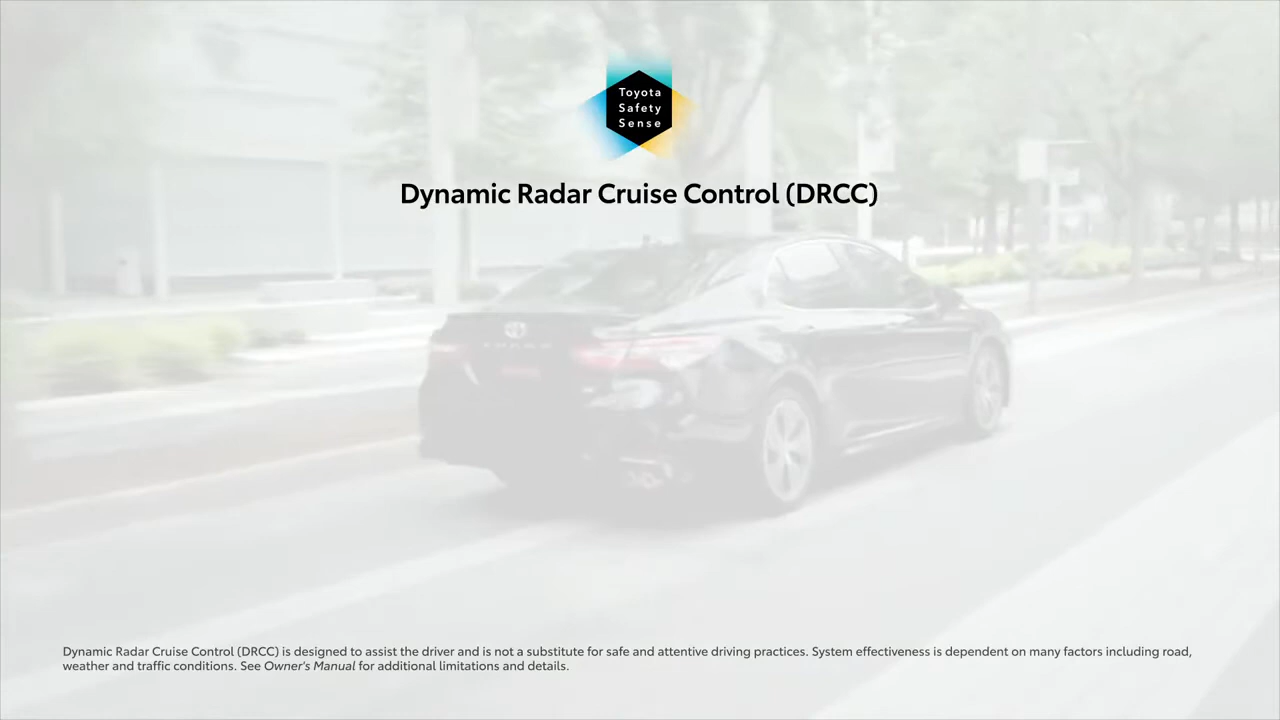 Toyota
Safety
Sense
Dynamic Radar Cruise Control (DRCC)
Dynamic Radar Cruise Control (DRCC) is designed to assist the driver and is not a substitute for safe and attentive driving practices. System effectiveness is dependent on many factors including road,
weather and traffic conditions. See Owner's Manual for additional limitations and details.